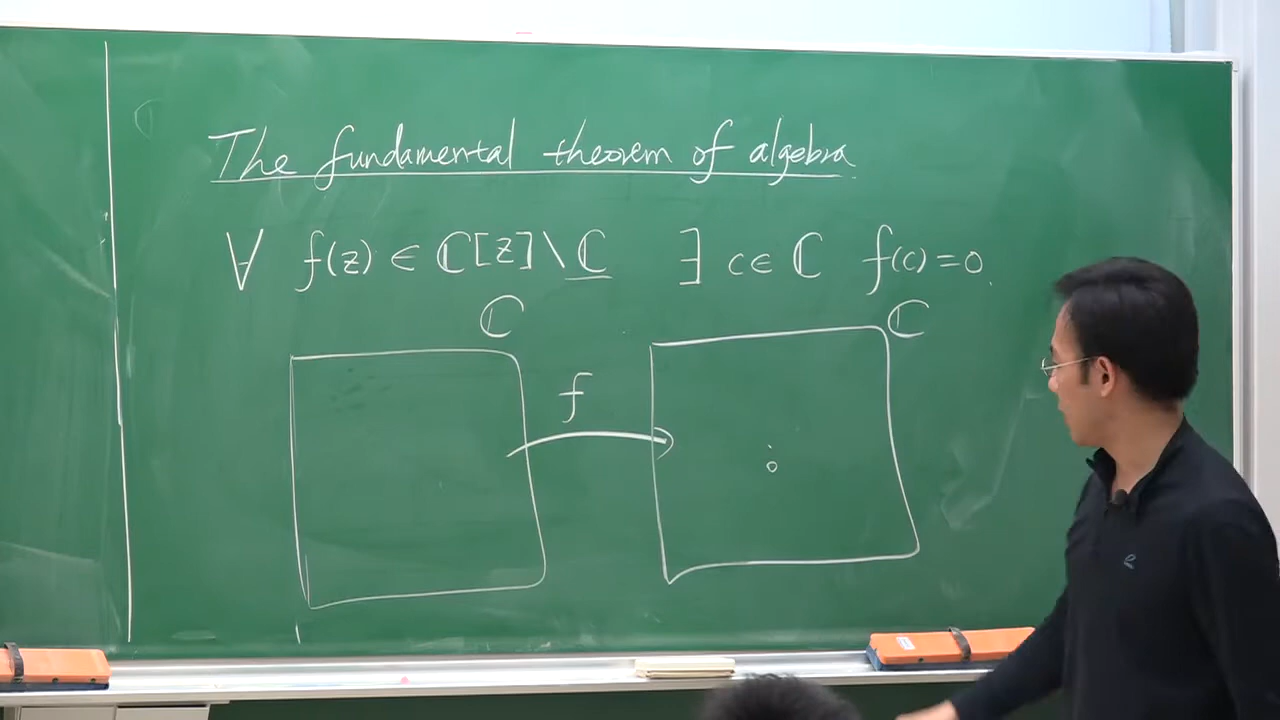 The fundamental theorem of algebra
∀ f(z) ∈ ℂ[z]\ℂ ∃ c ∈ ℂ f(c)=0.
ℂ ℂ
f
0